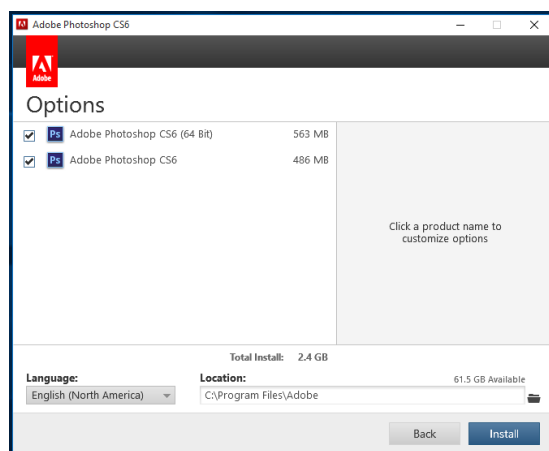 Adobe Photoshop CS6
Adobe
Options
Ps Adobe Photoshop CS6 (64 Bit) 563 MB
Ps Adobe Photoshop CS6 486 MB
Click a product name to
customize options
Total Install: 2.4 GB
Language: Location: 61.5 GB Available
English (North America) C:\Program Files\Adobe
Back Install